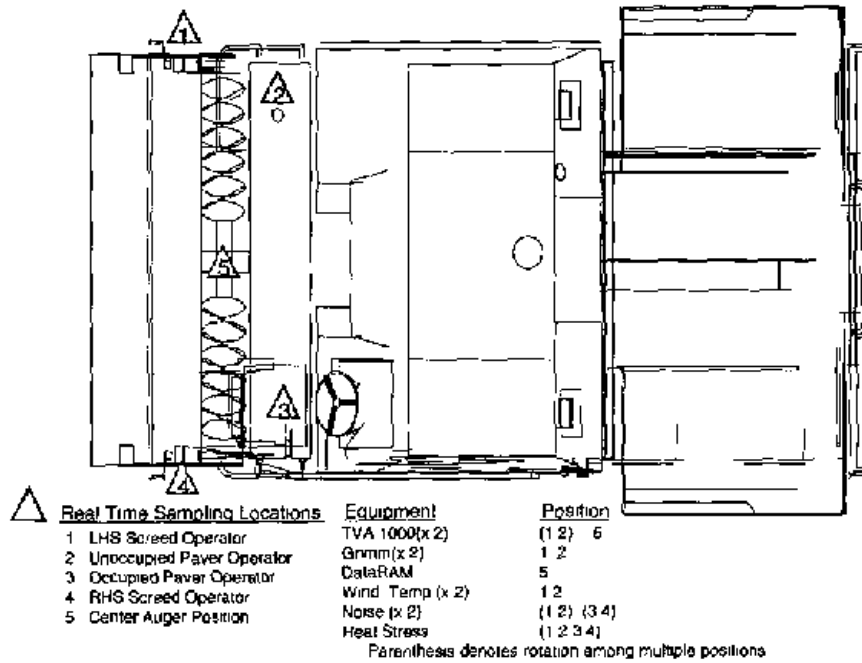 1
2
5
3
4
Real Time Sampling Locations
1 LHS Screed Operator
2 Unoccupied Paver Operator
3 Occupied Paver Operator
4 RHS Screed Operator
5 Center Auger Position
Equipment Position
TVA 1000(x 2) (1 2)
Grimm(x 2) 1 2
DataRAM 5
Wind Temp (x 2) 1 2
Noise (x 2) (1 2) (3 4)
Heat Stress (1 2 3 4)
Parenthesis denotes rotation among multiple positions